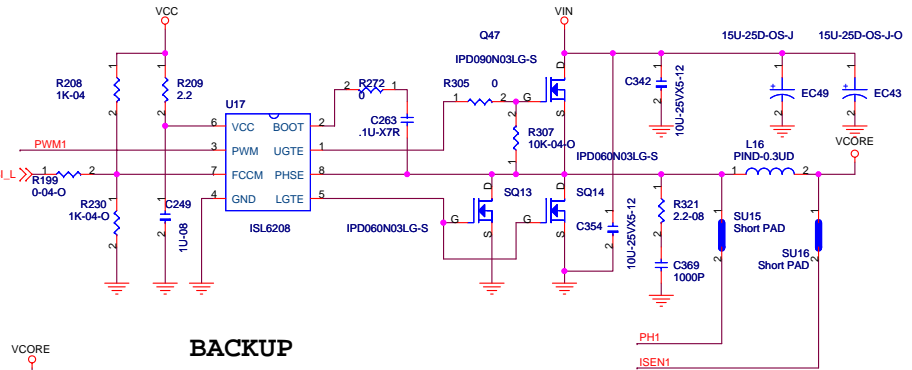 VCC
VIN
Q47
IPD090N03LG-S
15U-25D-OS-J
15U-25D-OS-J-O
R208
1K-04
R209
2.2
R272
0
R305
0
C342
10U-25VX5-12
EC49
EC43
U17
C263
.1U-X7R
R307
10K-04-O
IPD060N03LG-S
L16
PIND-0.3UD
VCORE
6 VCC BOOT 2
PWM1
3 PWM UGTE 1
I_L
7 FCCM PHSE 8
4 GND LGTE 5
ISL6208
R199
0-04-O
R230
1K-04-O
C249
1U-08
IPD060N03LG-S
SQ13
SQ14
C354
10U-25VX5-12
R321
2.2-08
C369
1000P
SU15
Short PAD
SU16
Short PAD
PH1
ISEN1
VCORE
BACKUP